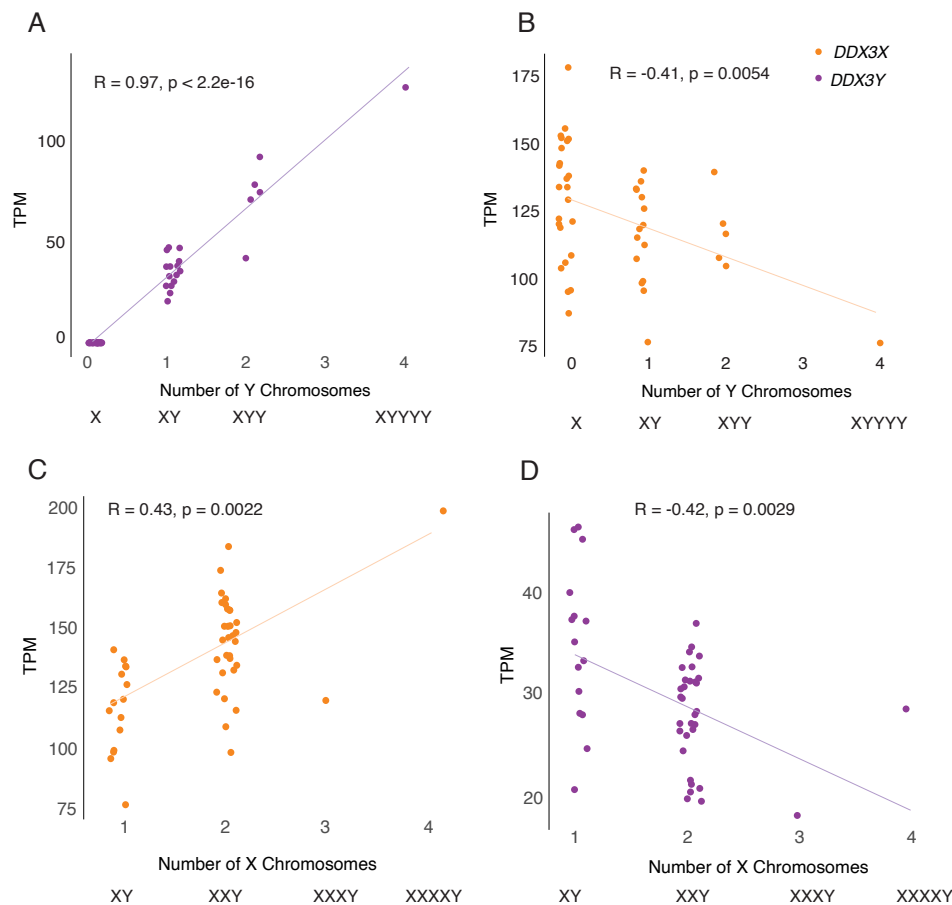 A
R = 0.97, p < 2.2e-16
TPM
100
50
0
0 1 2 3 4
Number of Y Chromosomes
X XY XYY XYYYY
B
DDX3X
DDX3Y
R = -0.41, p = 0.0054
TPM
175
150
125
100
75
0 1 2 3 4
Number of Y Chromosomes
X XY XYY XYYYY
C
R = 0.43, p = 0.0022
TPM
200
175
150
125
100
75
1 2 3 4
Number of X Chromosomes
XY XXY XXXY XXXXY
D
R = -0.42, p = 0.0029
TPM
40
30
20
1 2 3 4
Number of X Chromosomes
XY XXY XXXY XXXXY